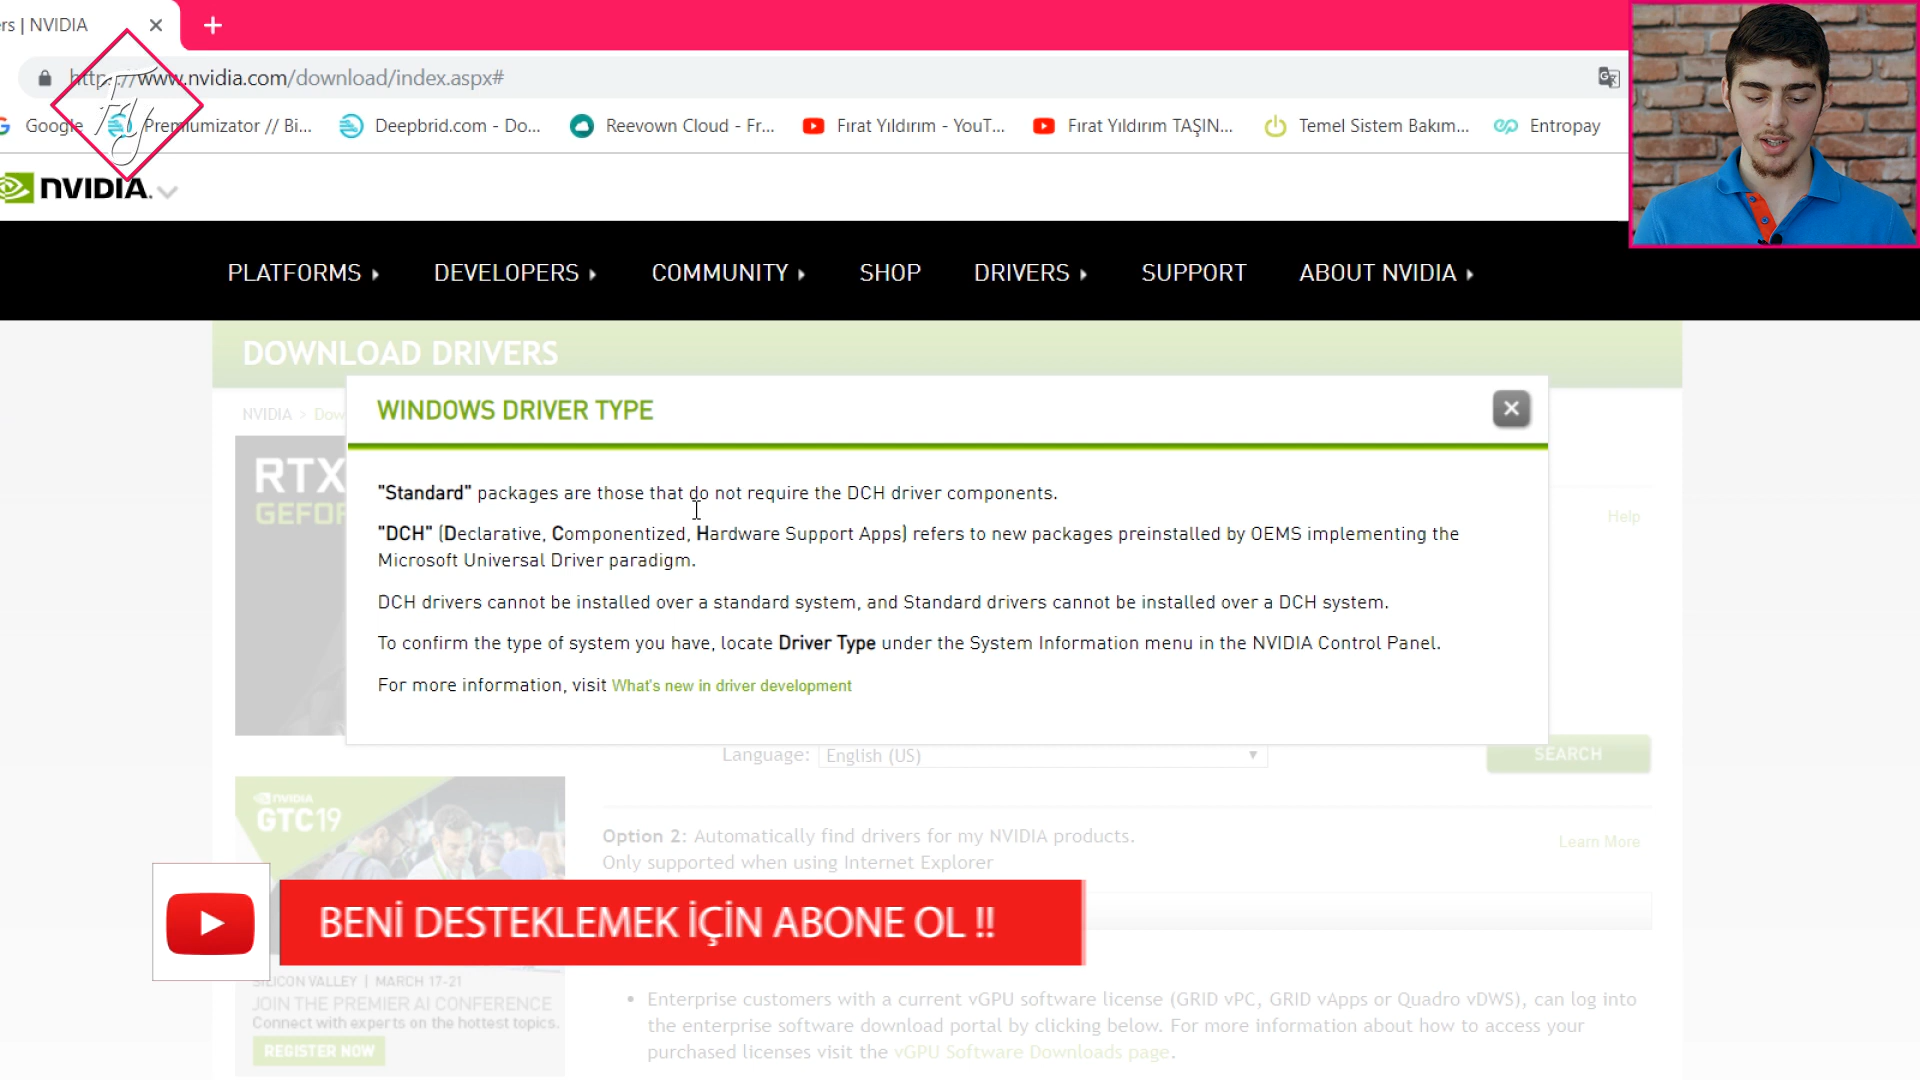 rs | NVIDIA
http://www.nvidia.com/download/index.aspx#
Google
Premiumizator // Bi...
Deepbrid.com - Do...
Reevown Cloud - Fr...
Fırat Yıldırım - YouT...
Fırat Yıldırım TAŞIN...
Temel Sistem Bakım...
Entropay
NVIDIA.
PLATFORMS
DEVELOPERS
COMMUNITY
SHOP
DRIVERS
SUPPORT
ABOUT NVIDIA
DOWNLOAD DRIVERS
NVIDIA > Dow
WINDOWS DRIVER TYPE
RTX
GEFOR
"Standard" packages are those that do not require the DCH driver components.
"DCH" (Declarative, Componentized, Hardware Support Apps) refers to new packages preinstalled by OEMS implementing the
Microsoft Universal Driver paradigm.
DCH drivers cannot be installed over a standard system, and Standard drivers cannot be installed over a DCH system.
To confirm the type of system you have, locate Driver Type under the System Information menu in the NVIDIA Control Panel.
For more information, visit What's new in driver development
Help
Language: English (US)
SEARCH
NVIDIA
GTC19
Option 2: Automatically find drivers for my NVIDIA products.
Only supported when using Internet Explorer
Learn More
BENİ DESTEKLEMEK İÇİN ABONE OL !!
SILICON VALLEY | MARCH 17-21
JOIN THE PREMIER AI CONFERENCE
Connect with experts on the hottest topics.
REGISTER NOW
• Enterprise customers with a current vGPU software license (GRID vPC, GRID vApps or Quadro vDWS), can log into
the enterprise software download portal by clicking below. For more information about how to access your
purchased licenses visit the vGPU Software Downloads page.